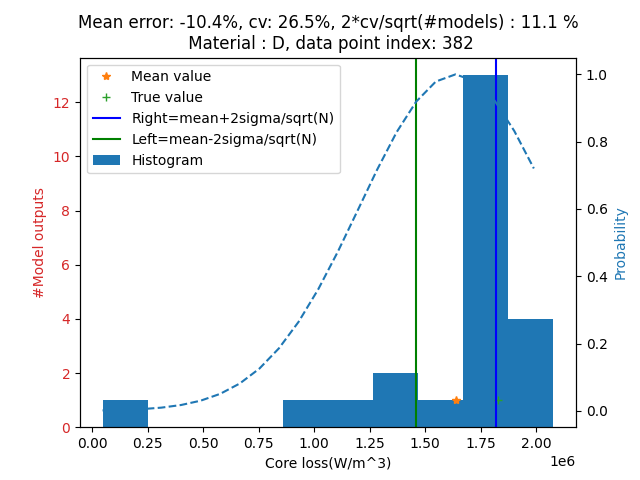 Mean error: -10.4%, cv: 26.5%, 2*cv/sqrt(#models) : 11.1 %
Material : D, data point index: 382
Mean value
True value
Right=mean+2sigma/sqrt(N)
Left=mean-2sigma/sqrt(N)
Histogram
#Model outputs
12
10
8
6
4
2
0
1.0
0.8
0.6
0.4
0.2
0.0
Probability
0.00 0.25 0.50 0.75 1.00 1.25 1.50 1.75 2.00
1e6
Core loss(W/m^3)